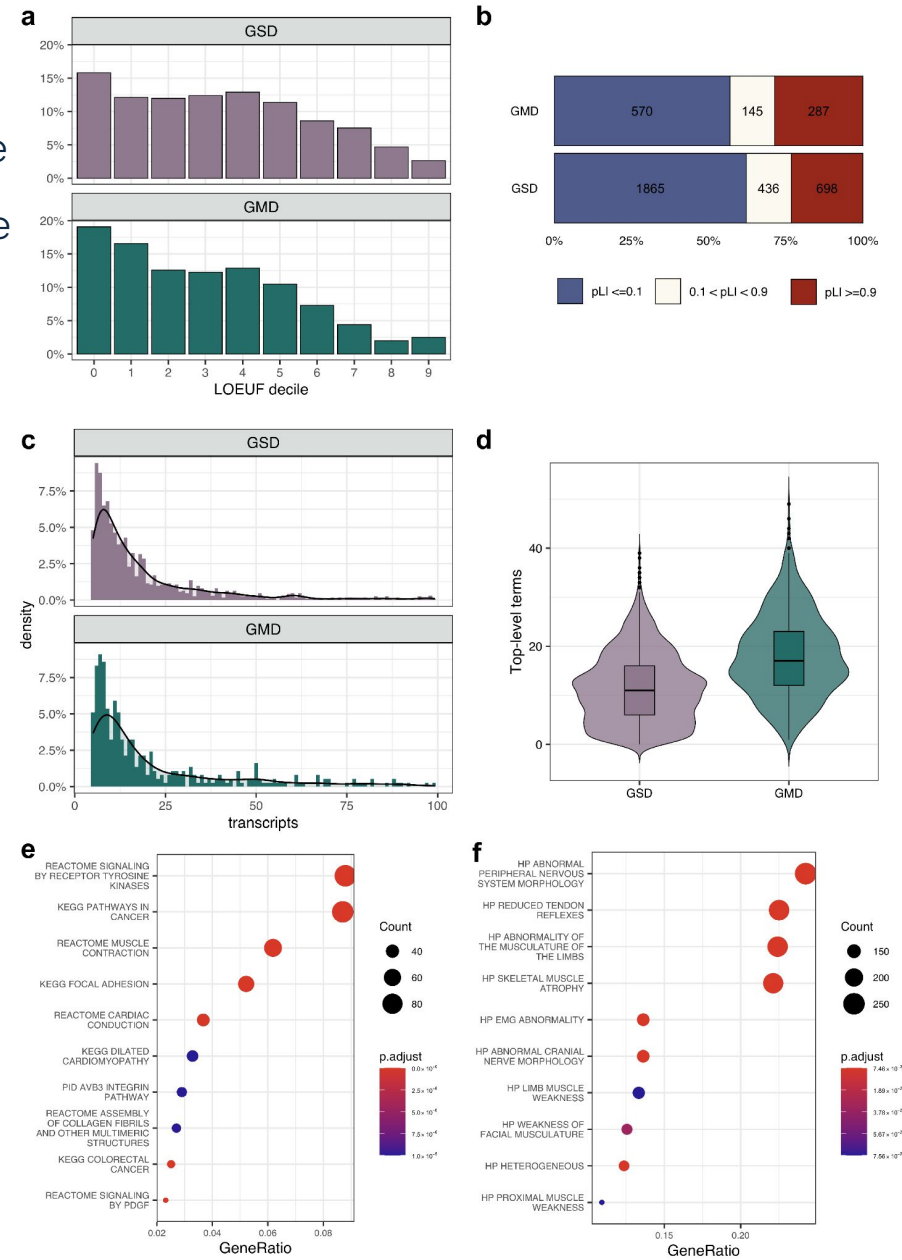 e
e
a
GSD
20%
15%
10%
5%
0%
GMD
20%
15%
10%
5%
0%
0 1 2 3 4 5 6 7 8 9
LOEUF decile
b
GMD
570 145 287
GSD
1865 436 698
0% 25% 50% 75% 100%
pLI <=0.1 0.1 < pLI < 0.9 pLI >=0.9
c
GSD
7.5%
5.0%
2.5%
0.0%
density
GMD
7.5%
5.0%
2.5%
0.0%
0 25 50 75 100
transcripts
d
Top-level terms
40
20
0
GSD GMD
e
REACTOME SIGNALING
BY RECEPTOR TYROSINE
KINASES
KEGG PATHWAYS IN
CANCER
REACTOME MUSCLE
CONTRACTION
KEGG FOCAL ADHESION
REACTOME CARDIAC
CONDUCTION
KEGG DILATED
CARDIOMYOPATHY
PID AVB3 INTEGRIN
PATHWAY
REACTOME ASSEMBLY
OF COLLAGEN FIBRILS
AND OTHER MULTIMERIC
STRUCTURES
KEGG COLORECTAL
CANCER
REACTOME SIGNALING
BY PDGF
0.02 0.04 0.06 0.08
GeneRatio
Count
40
60
80
p.adjust
f
HP ABNORMAL
PERIPHERAL NERVOUS
SYSTEM MORPHOLOGY
HP REDUCED TENDON
REFLEXES
HP ABNORMALITY OF
THE MUSCULATURE OF
THE LIMBS
HP SKELETAL MUSCLE
ATROPHY
HP EMG ABNORMALITY
HP ABNORMAL CRANIAL
NERVE MORPHOLOGY
HP LIMB MUSCLE
WEAKNESS
HP WEAKNESS OF
FACIAL MUSCULATURE
HP HETEROGENEOUS
HP PROXIMAL MUSCLE
WEAKNESS
0.15 0.20
GeneRatio
Count
150
200
250
p.adjust